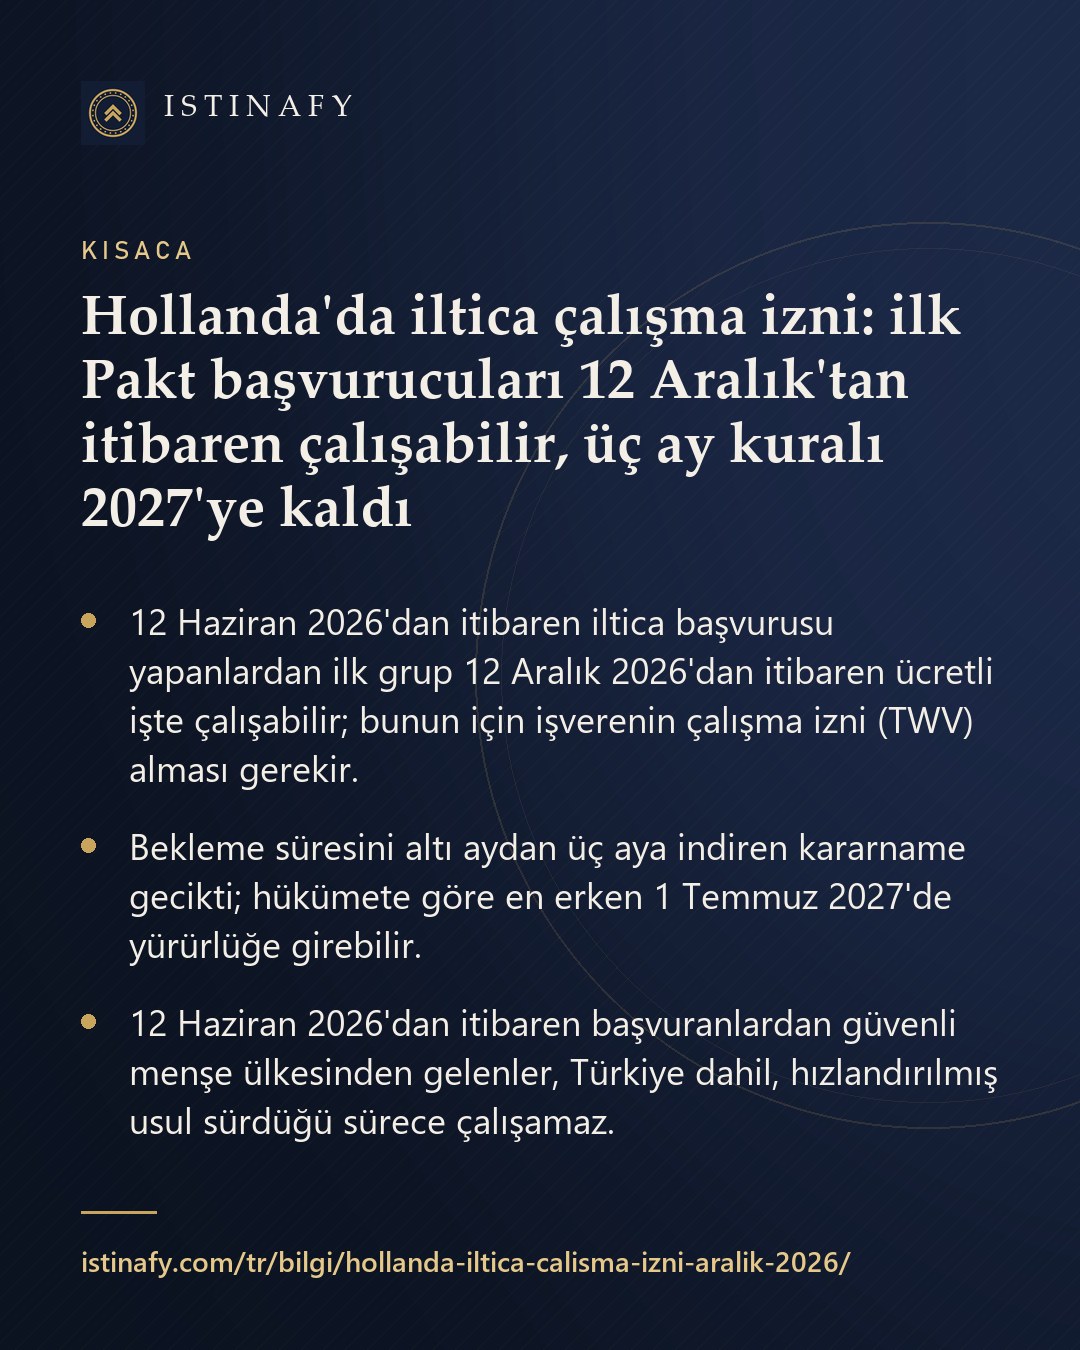 ISTINAFY
KISACA
Hollanda'da iltica çalışma izni: ilk
Pakt başvurucuları 12 Aralık'tan
itibaren çalışabilir, üç ay kuralı
2027'ye kaldı
12 Haziran 2026'dan itibaren iltica başvurusu
yapanlardan ilk grup 12 Aralık 2026'dan itibaren ücretli
işte çalışabilir; bunun için işverenin çalışma izni (TWV)
alması gerekir.
Bekleme süresini altı aydan üç aya indiren kararname
gecikti; hükümete göre en erken 1 Temmuz 2027'de
yürürlüğe girebilir.
12 Haziran 2026'dan itibaren başvuranlardan güvenli
menşe ülkesinden gelenler, Türkiye dahil, hızlandırılmış
usul sürdüğü sürece çalışamaz.
istinafy.com/tr/bilgi/hollanda-iltica-calisma-izni-aralik-2026/